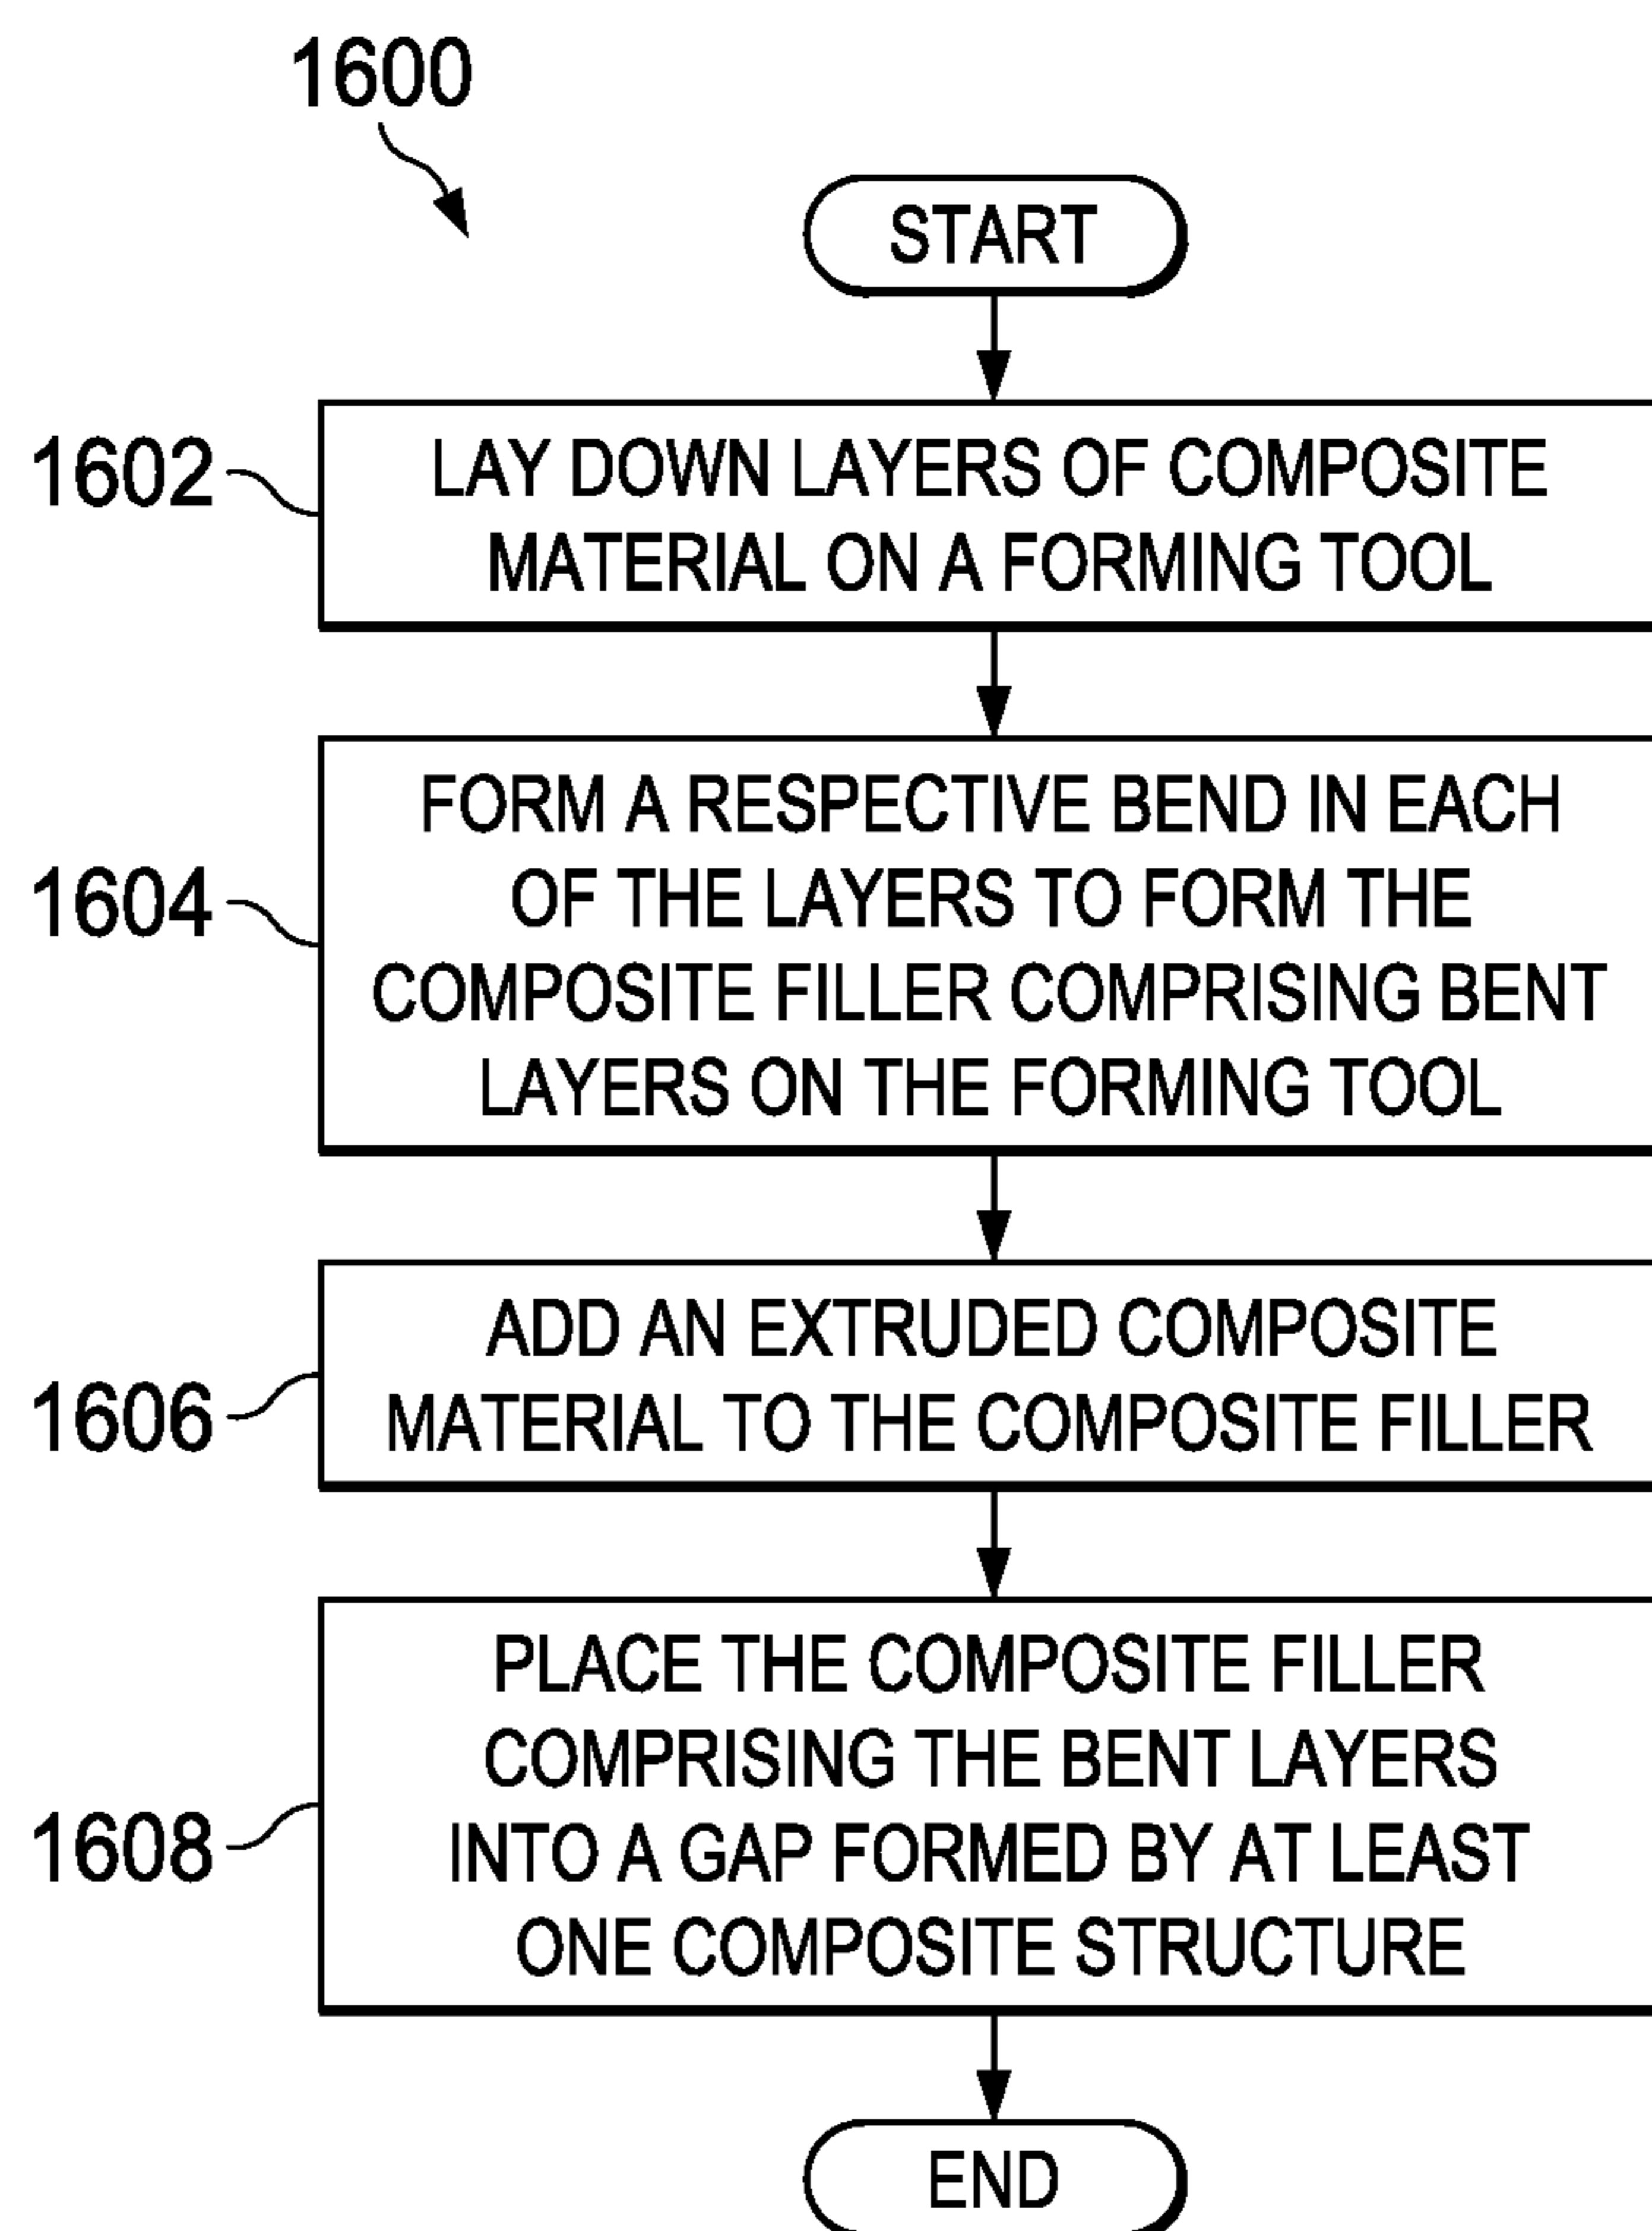 1600
START
1602
LAY DOWN LAYERS OF COMPOSITE
MATERIAL ON A FORMING TOOL
1604
FORM A RESPECTIVE BEND IN EACH
OF THE LAYERS TO FORM THE
COMPOSITE FILLER COMPRISING BENT
LAYERS ON THE FORMING TOOL
1606
ADD AN EXTRUDED COMPOSITE
MATERIAL TO THE COMPOSITE FILLER
1608
PLACE THE COMPOSITE FILLER
COMPRISING THE BENT LAYERS
INTO A GAP FORMED BY AT LEAST
ONE COMPOSITE STRUCTURE
END